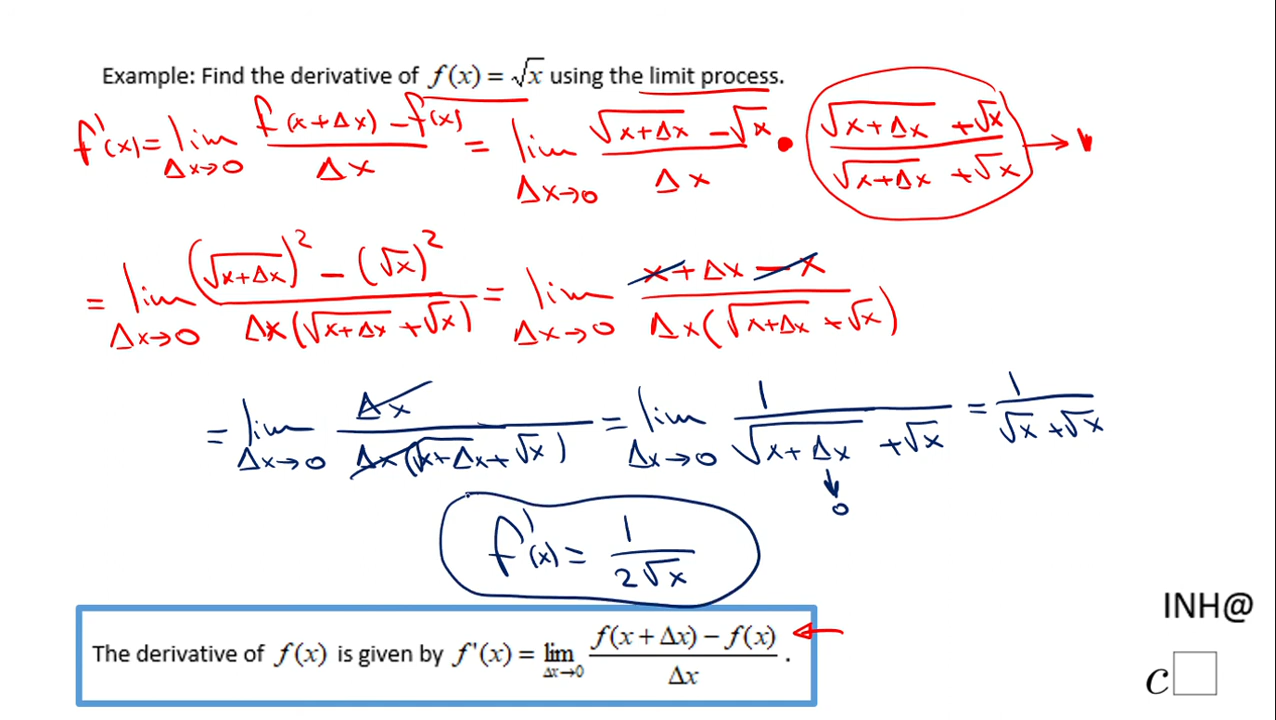 Example: Find the derivative of f(x) = √x using the limit process.
f'(x) = lim Δx→0 (f(x+Δx) - f(x))/Δx = lim Δx→0 (√(x+Δx) - √x)/Δx • (√(x+Δx) + √x)/(√(x+Δx) + √x) →
= lim Δx→0 ((√(x+Δx))² - (√x)²)/(Δx(√(x+Δx) + √x)) = lim Δx→0 (x + Δx - x)/(Δx(√(x+Δx) + √x))
= lim Δx→0 Δx/(Δx(√(x+Δx) + √x)) = lim Δx→0 1/(√(x+Δx) + √x) = 1/(√x + √x)
↓
0
f'(x) = 1/(2√x)
The derivative of f(x) is given by f'(x) = lim Δx→0 (f(x+Δx) - f(x))/Δx . ←
INH@
c□